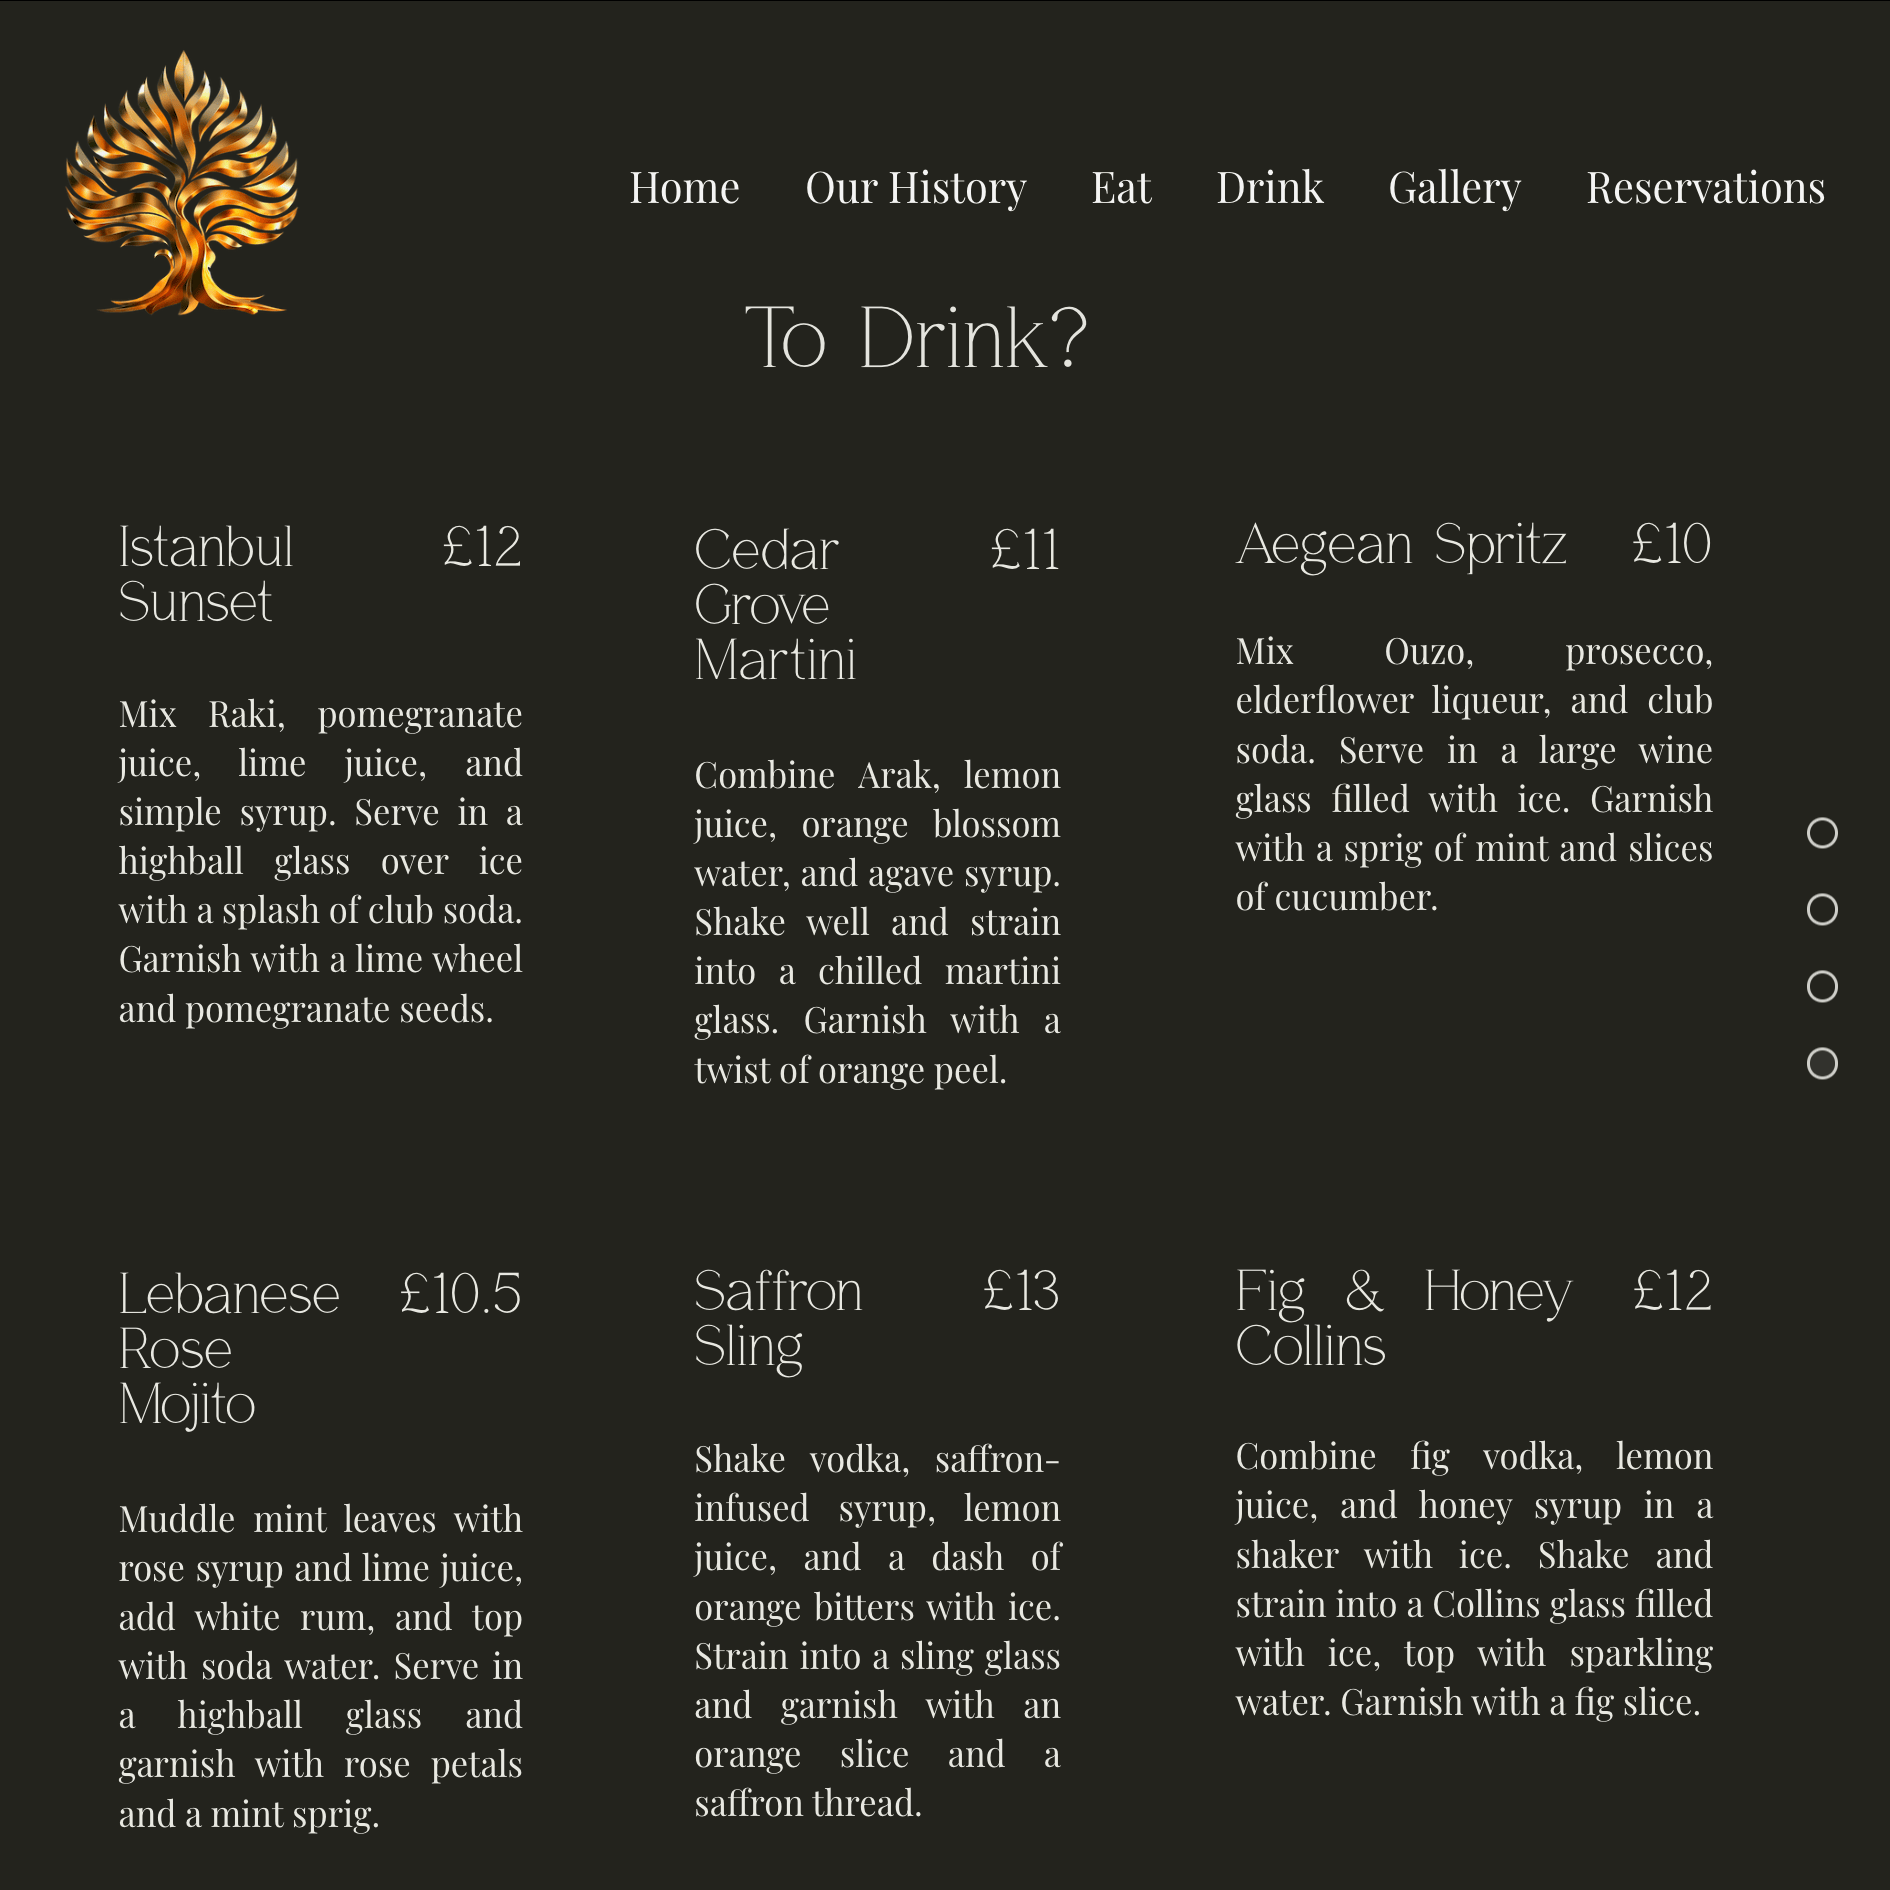 Home Our History Eat Drink Gallery Reservations
To Drink?
Istanbul £12
Sunset
Mix Raki, pomegranate
juice, lime juice, and
simple syrup. Serve in a
highball glass over ice
with a splash of club soda.
Garnish with a lime wheel
and pomegranate seeds.
Cedar £11
Grove
Martini
Combine Arak, lemon
juice, orange blossom
water, and agave syrup.
Shake well and strain
into a chilled martini
glass. Garnish with a
twist of orange peel.
Aegean Spritz £10
Mix Ouzo, prosecco,
elderflower liqueur, and club
soda. Serve in a large wine
glass filled with ice. Garnish
with a sprig of mint and slices
of cucumber.
Lebanese £10.5
Rose
Mojito
Muddle mint leaves with
rose syrup and lime juice,
add white rum, and top
with soda water. Serve in
a highball glass and
garnish with rose petals
and a mint sprig.
Saffron £13
Sling
Shake vodka, saffron-
infused syrup, lemon
juice, and a dash of
orange bitters with ice.
Strain into a sling glass
and garnish with an
orange slice and a
saffron thread.
Fig & Honey £12
Collins
Combine fig vodka, lemon
juice, and honey syrup in a
shaker with ice. Shake and
strain into a Collins glass filled
with ice, top with sparkling
water. Garnish with a fig slice.